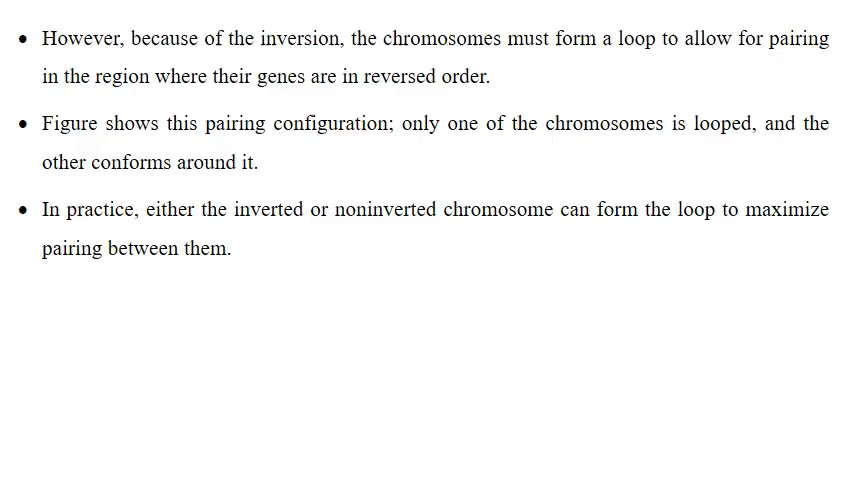 • However, because of the inversion, the chromosomes must form a loop to allow for pairing
in the region where their genes are in reversed order.
• Figure shows this pairing configuration; only one of the chromosomes is looped, and the
other conforms around it.
• In practice, either the inverted or noninverted chromosome can form the loop to maximize
pairing between them.